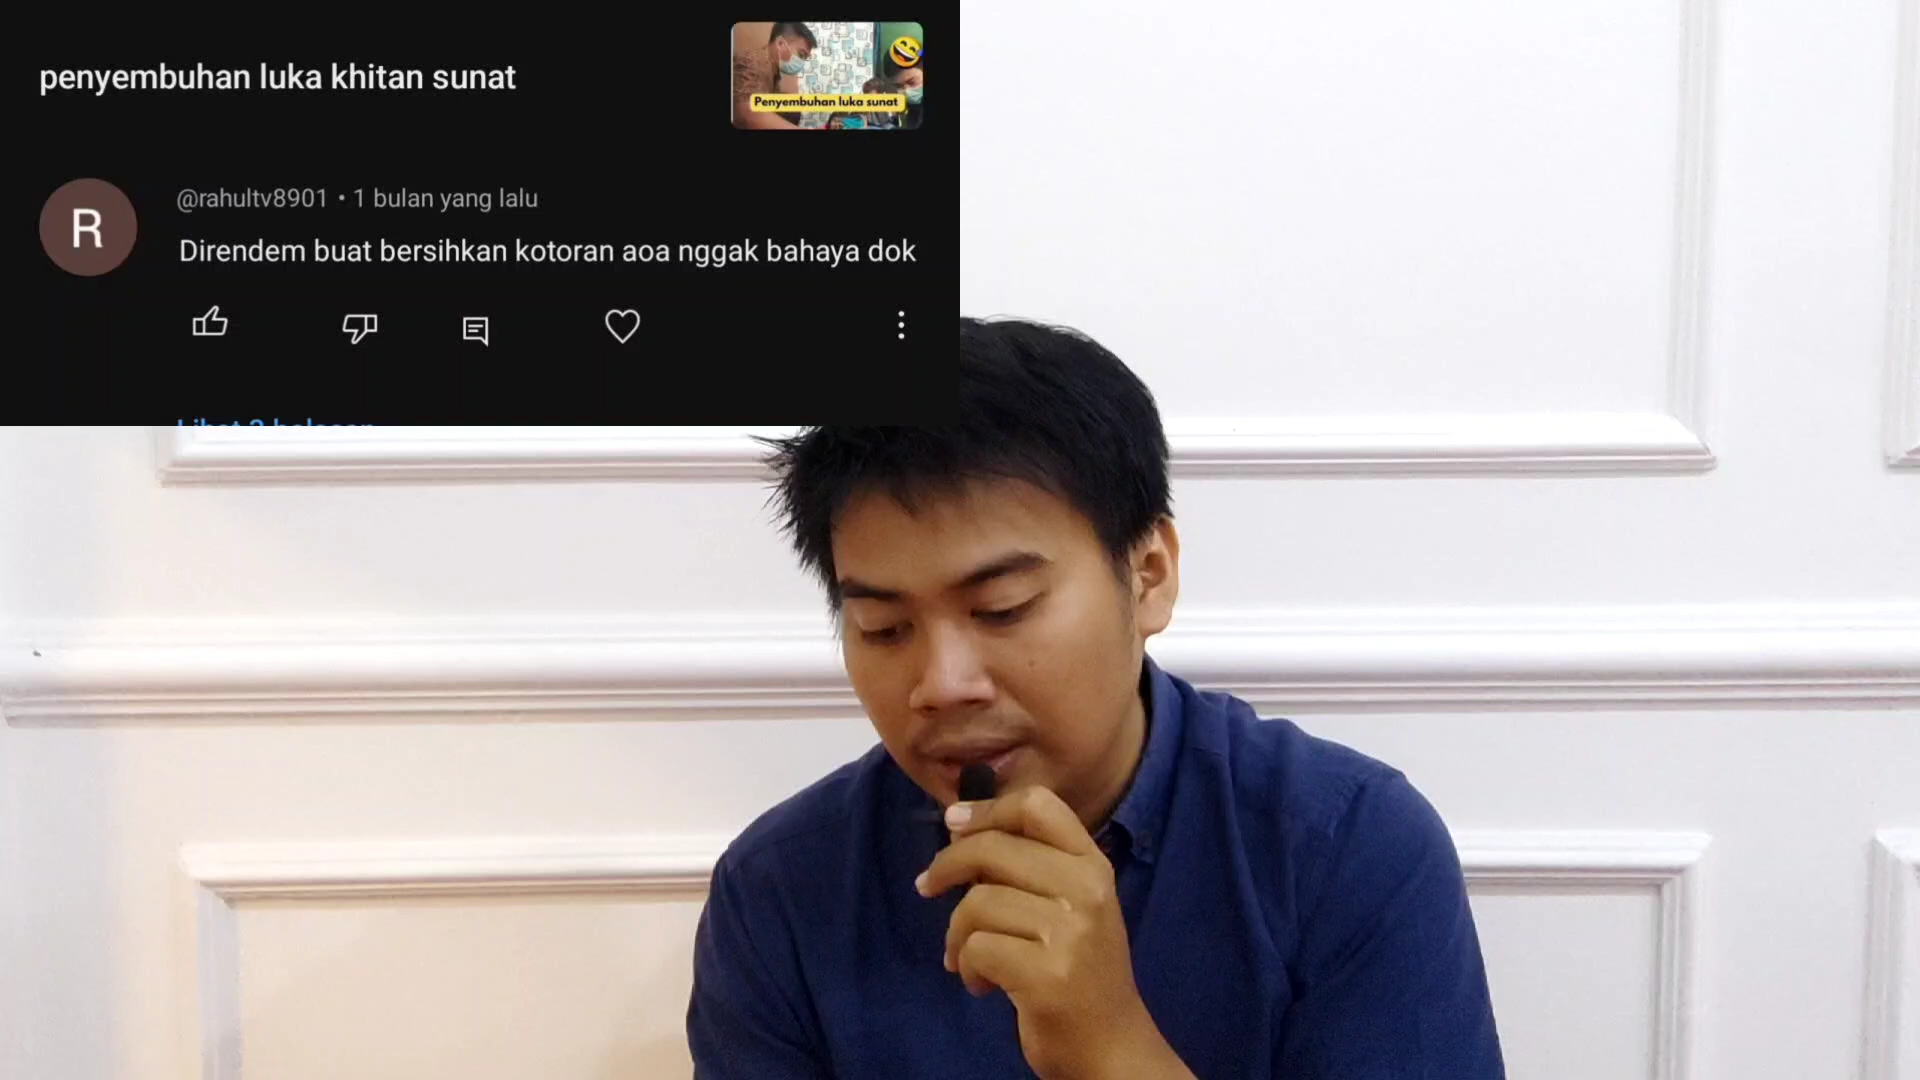 penyembuhan luka khitan sunat
Penyembuhan luka sunat
R
@rahultv8901 • 1 bulan yang lalu
Direndem buat bersihkan kotoran aoa nggak bahaya dok